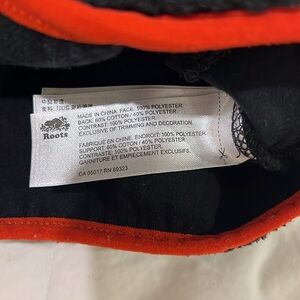 Roots
MADE IN CHINA. FACE: 100% POLYESTER.
BACK: 60% COTTON / 40% POLYESTER.
CONTRAST: 100% POLYESTER.
EXCLUSIVE OF TRIMMING AND DECORATION.
FABRIQUÉ EN CHINE. ENDROIT: 100% POLYESTER.
SUPPORT: 60% COTON / 40% POLYESTER.
CONTRASTE: 100% POLYESTER.
GARNITURE ET EMPIECEMENT EXCLUSIFS.
CA 05017 RN 89323